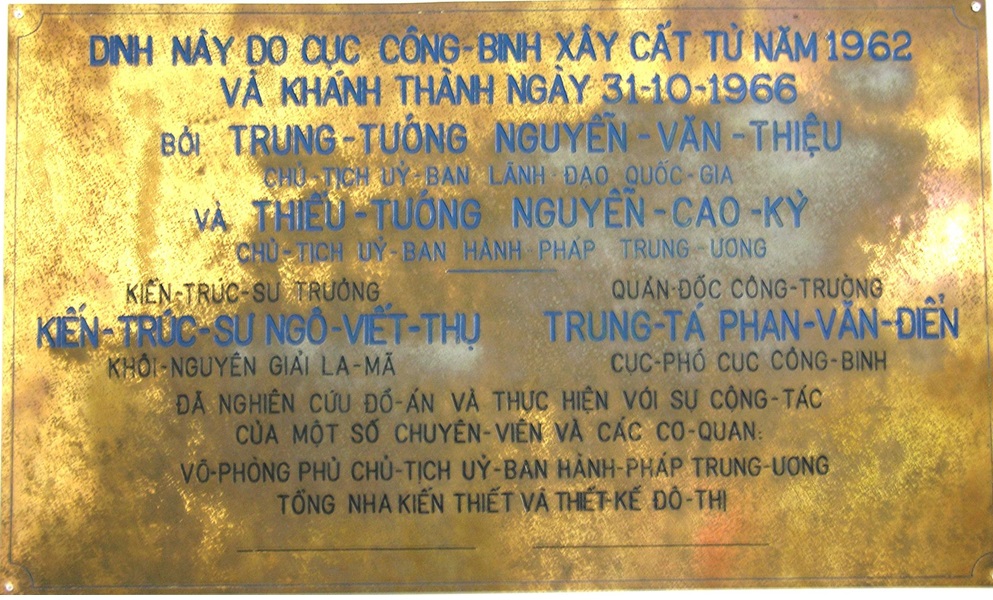 DINH NÀY DO CỤC CÔNG-BINH XÂY CẤT TỪ NĂM 1962
VÀ KHÁNH THÀNH NGÀY 31-10-1966
BỞI TRUNG-TƯỚNG NGUYỄN-VĂN-THIỆU
CHỦ-TỊCH UỶ-BAN LÃNH-ĐẠO QUỐC-GIA
VÀ THIẾU-TƯỚNG NGUYỄN-CAO-KỲ
CHỦ-TỊCH UỶ-BAN HÀNH-PHÁP TRUNG-ƯƠNG
KIẾN-TRÚC-SƯ TRƯỞNG
KIẾN-TRÚC-SƯ NGÔ-VIẾT-THỤ
KHÔI-NGUYÊN GIẢI LA-MÃ
QUẢN-ĐỐC CÔNG-TRƯỜNG
TRUNG-TÁ PHAN-VĂN-ĐIỂN
CỤC-PHÓ CỤC CÔNG-BINH
ĐÃ NGHIÊN CỨU ĐỒ-ÁN VÀ THỰC HIỆN VỚI SỰ CỘNG-TÁC
CỦA MỘT SỐ CHUYÊN-VIÊN VÀ CÁC CƠ-QUAN:
VÕ-PHÒNG PHỦ CHỦ-TỊCH UỶ-BAN HÀNH-PHÁP TRUNG-ƯƠNG
TỔNG NHA KIẾN THIẾT VÀ THIẾT-KẾ ĐÔ-THỊ